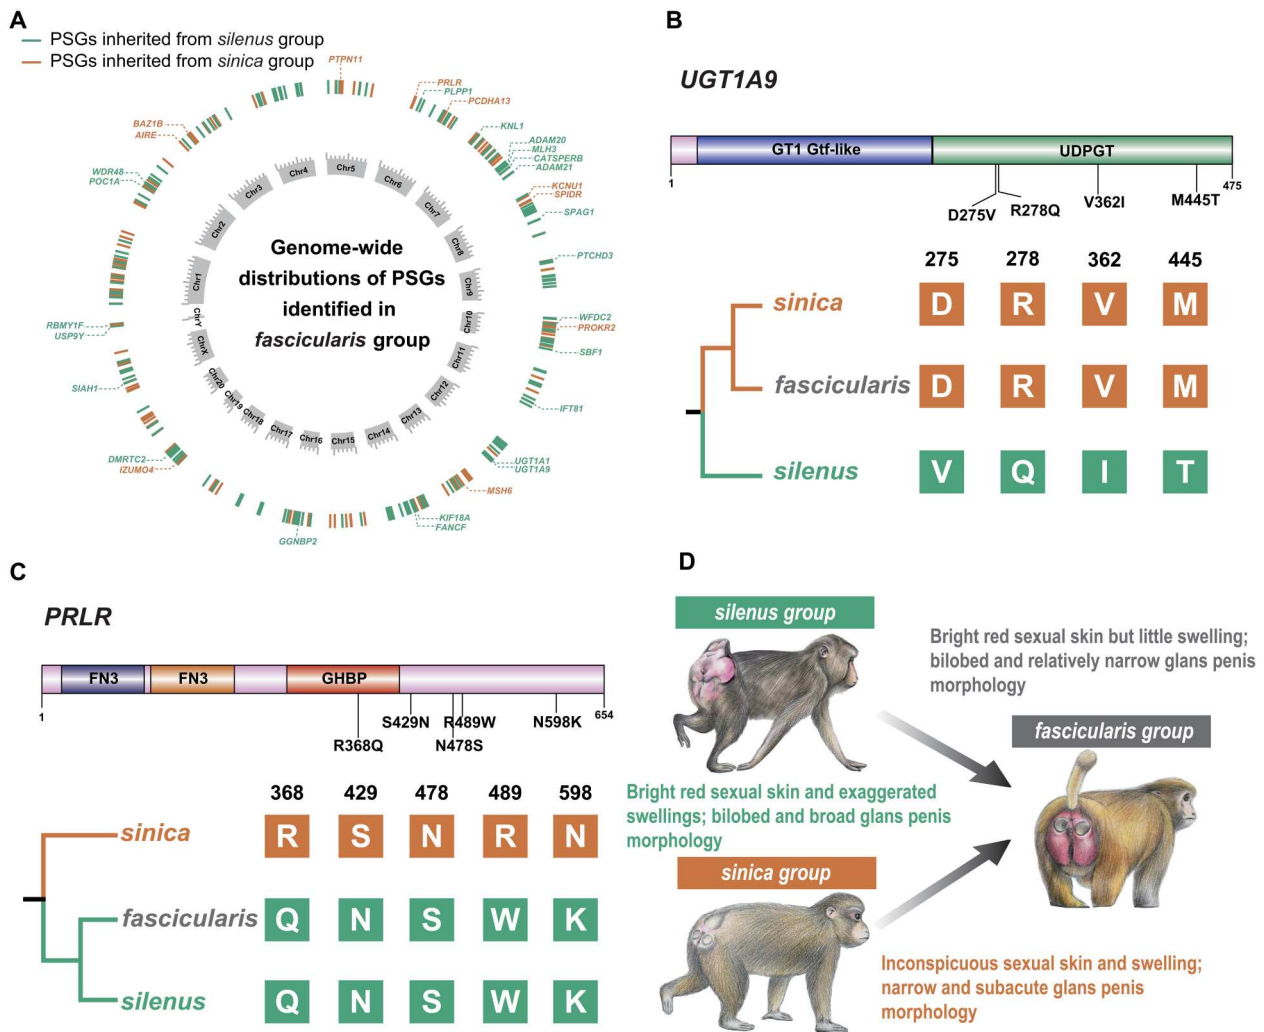 A
PSGs inherited from silenus group
PSGs inherited from sinica group
PTPN11
PRLR
PLPP1
PCDHA13
KNL1
ADAM20
MLH3
CATSPERB
ADAM21
KCNU1
SPIDR
SPAG1
PTCHD3
WFDC2
PROKR2
SBF1
IFT81
UGT1A1
UGT1A9
MSH6
KIF18A
FANCF
GGNBP2
DMRTC2
IZUMO4
SIAH1
RBMY1F
USP9Y
WDR48
POC1A
BAZ1B
AIRE
Chr1
Chr2
Chr3
Chr4
Chr5
Chr6
Chr7
Chr8
Chr9
Chr10
Chr11
Chr12
Chr13
Chr14
Chr15
Chr16
Chr17
Chr18
Chr19
Chr20
ChrX
ChrY
Genome-wide
distributions of PSGs
identified in
fascicularis group
B
UGT1A9
GT1 Gtf-like
UDPGT
1
475
D275V
R278Q
V362I
M445T
275 278 362 445
sinica D R V M
fascicularis D R V M
silenus V Q I T
C
PRLR
FN3
FN3
GHBP
1
654
R368Q
S429N
N478S
R489W
N598K
368 429 478 489 598
sinica R S N R N
fascicularis Q N S W K
silenus Q N S W K
D
silenus group
Bright red sexual skin but little swelling;
bilobed and relatively narrow glans penis
morphology
fascicularis group
Bright red sexual skin and exaggerated
swellings; bilobed and broad glans penis
morphology
sinica group
Inconspicuous sexual skin and swelling;
narrow and subacute glans penis
morphology